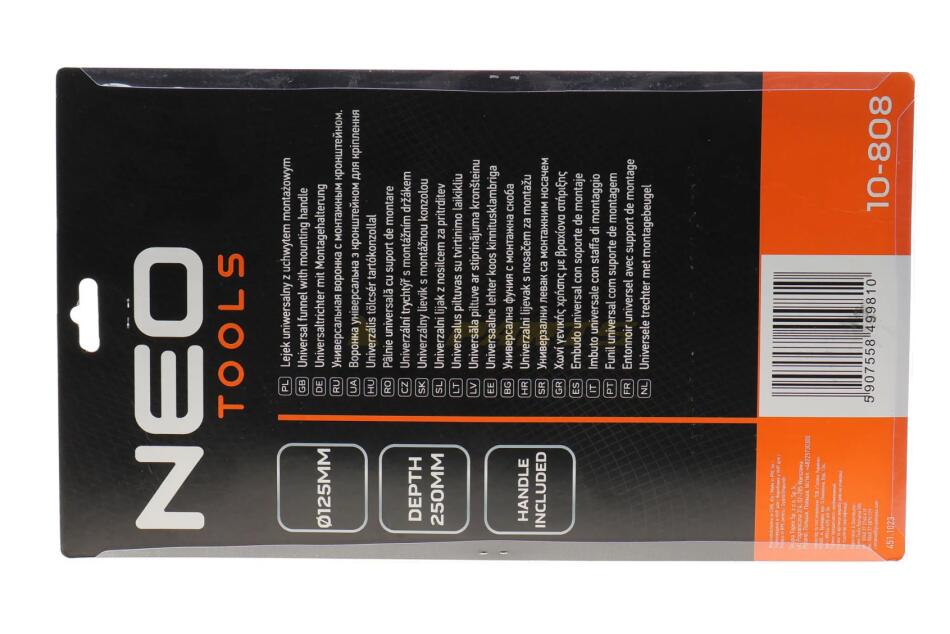 NEO
TOOLS
PL Lejek uniwersalny z uchwytem montażowym
GB Universal funnel with mounting handle
DE Universaltrichter mit Montagehalterung
RU Универсальная воронка с монтажным кронштейном.
UA Воронка універсальна з кронштейном для кріплення
HU Univerzális tölcsér tartókonzollal
RO Pâlnie universală cu suport de montare
CZ Univerzální trychtýř s montážním držákem
SK Univerzálny lievik s montážnou konzolou
SL Univerzalni lijak z nosilcem za pritrditev
LT Universalus piltuvas su tvirtinimo laikikliu
LV Universāla piltuve ar stiprinājuma kronšteinu
EE Universaalne lehter koos kinnitusklambriga
BG Универсална фуния с монтажна скоба
HR Univerzalni lijevak s nosačem za montažu
SR Универзални левак са монтажним носачем
GR Χωνί γενικής χρήσης με βραχίονα στήριξης
ES Embudo universal con soporte de montaje
IT Imbuto universale con staffa di montaggio
PT Funil universal com suporte de montagem
FR Entonnoir universel avec support de montage
NL Universele trechter met montagebeugel
Ø125MM
DEPTH
250MM
HANDLE
INCLUDED
10-808
5907558499810
451.1023